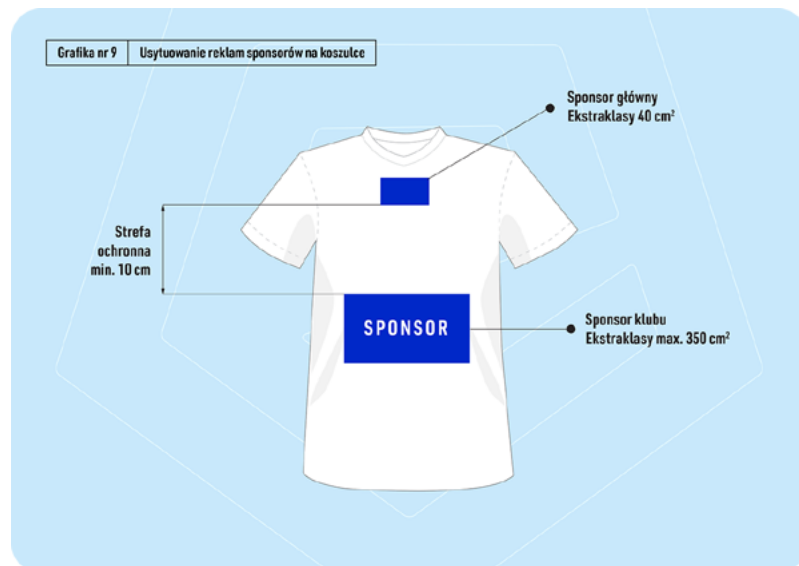 Grafika nr 9 Usytuowanie reklam sponsorów na koszulce
Sponsor główny
Ekstraklasy 40 cm²
Strefa
ochronna
min. 10 cm
SPONSOR
Sponsor klubu
Ekstraklasy max. 350 cm²